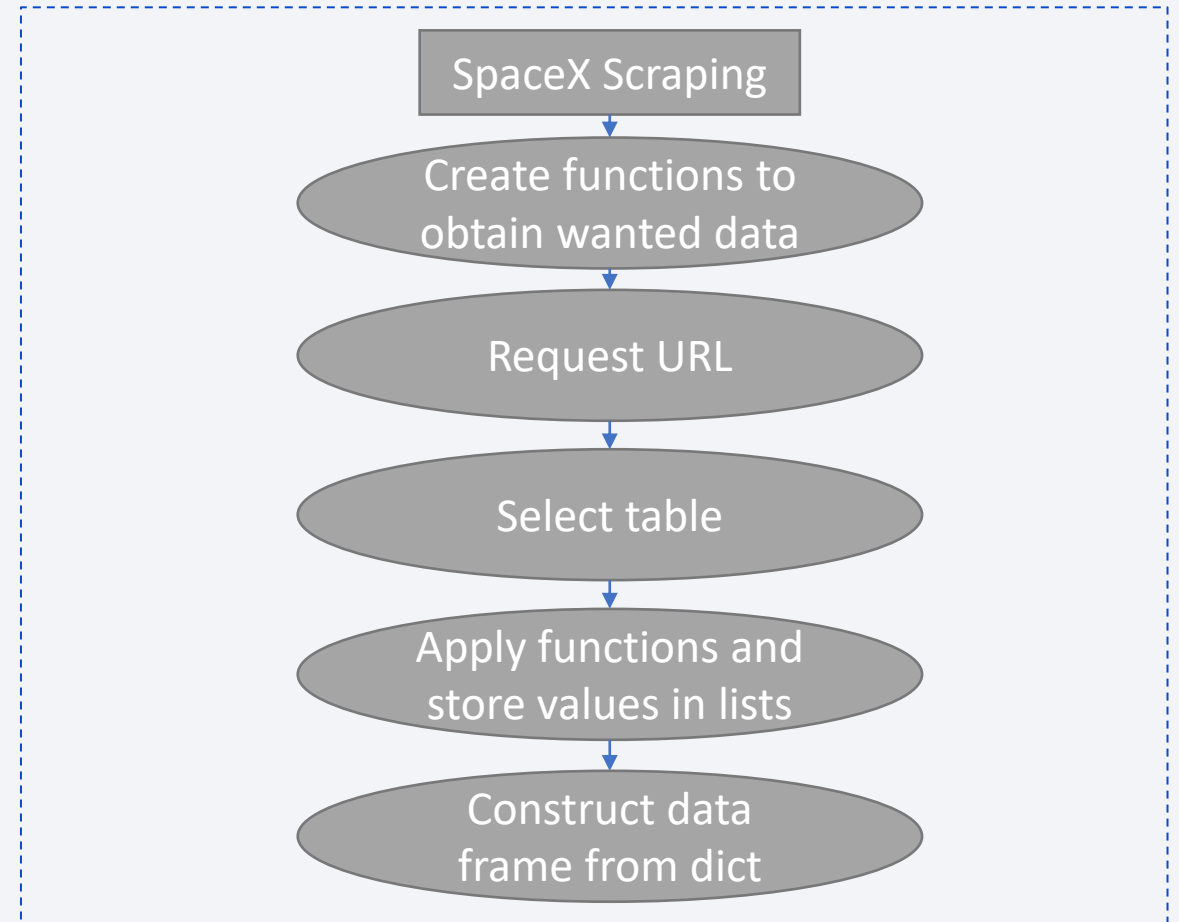 SpaceX Scraping
Create functions to
obtain wanted data
Request URL
Select table
Apply functions and
store values in lists
Construct data
frame from dict